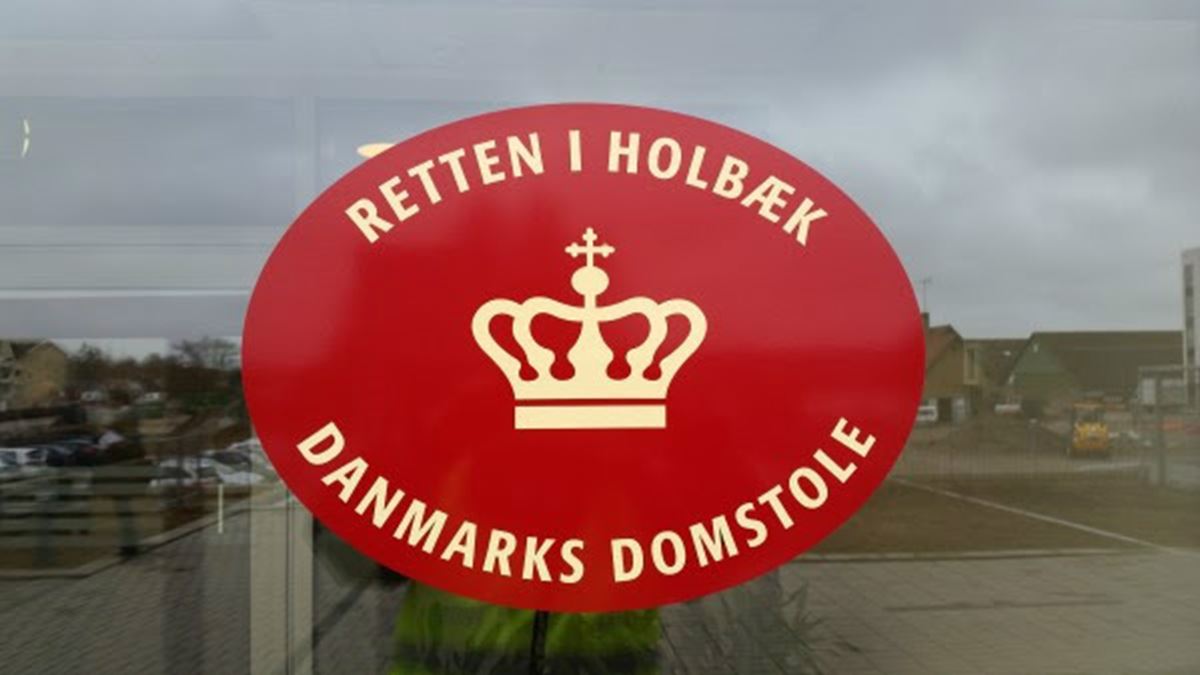 RETTEN I HOLBÆK
DANMARKS DOMSTOLE